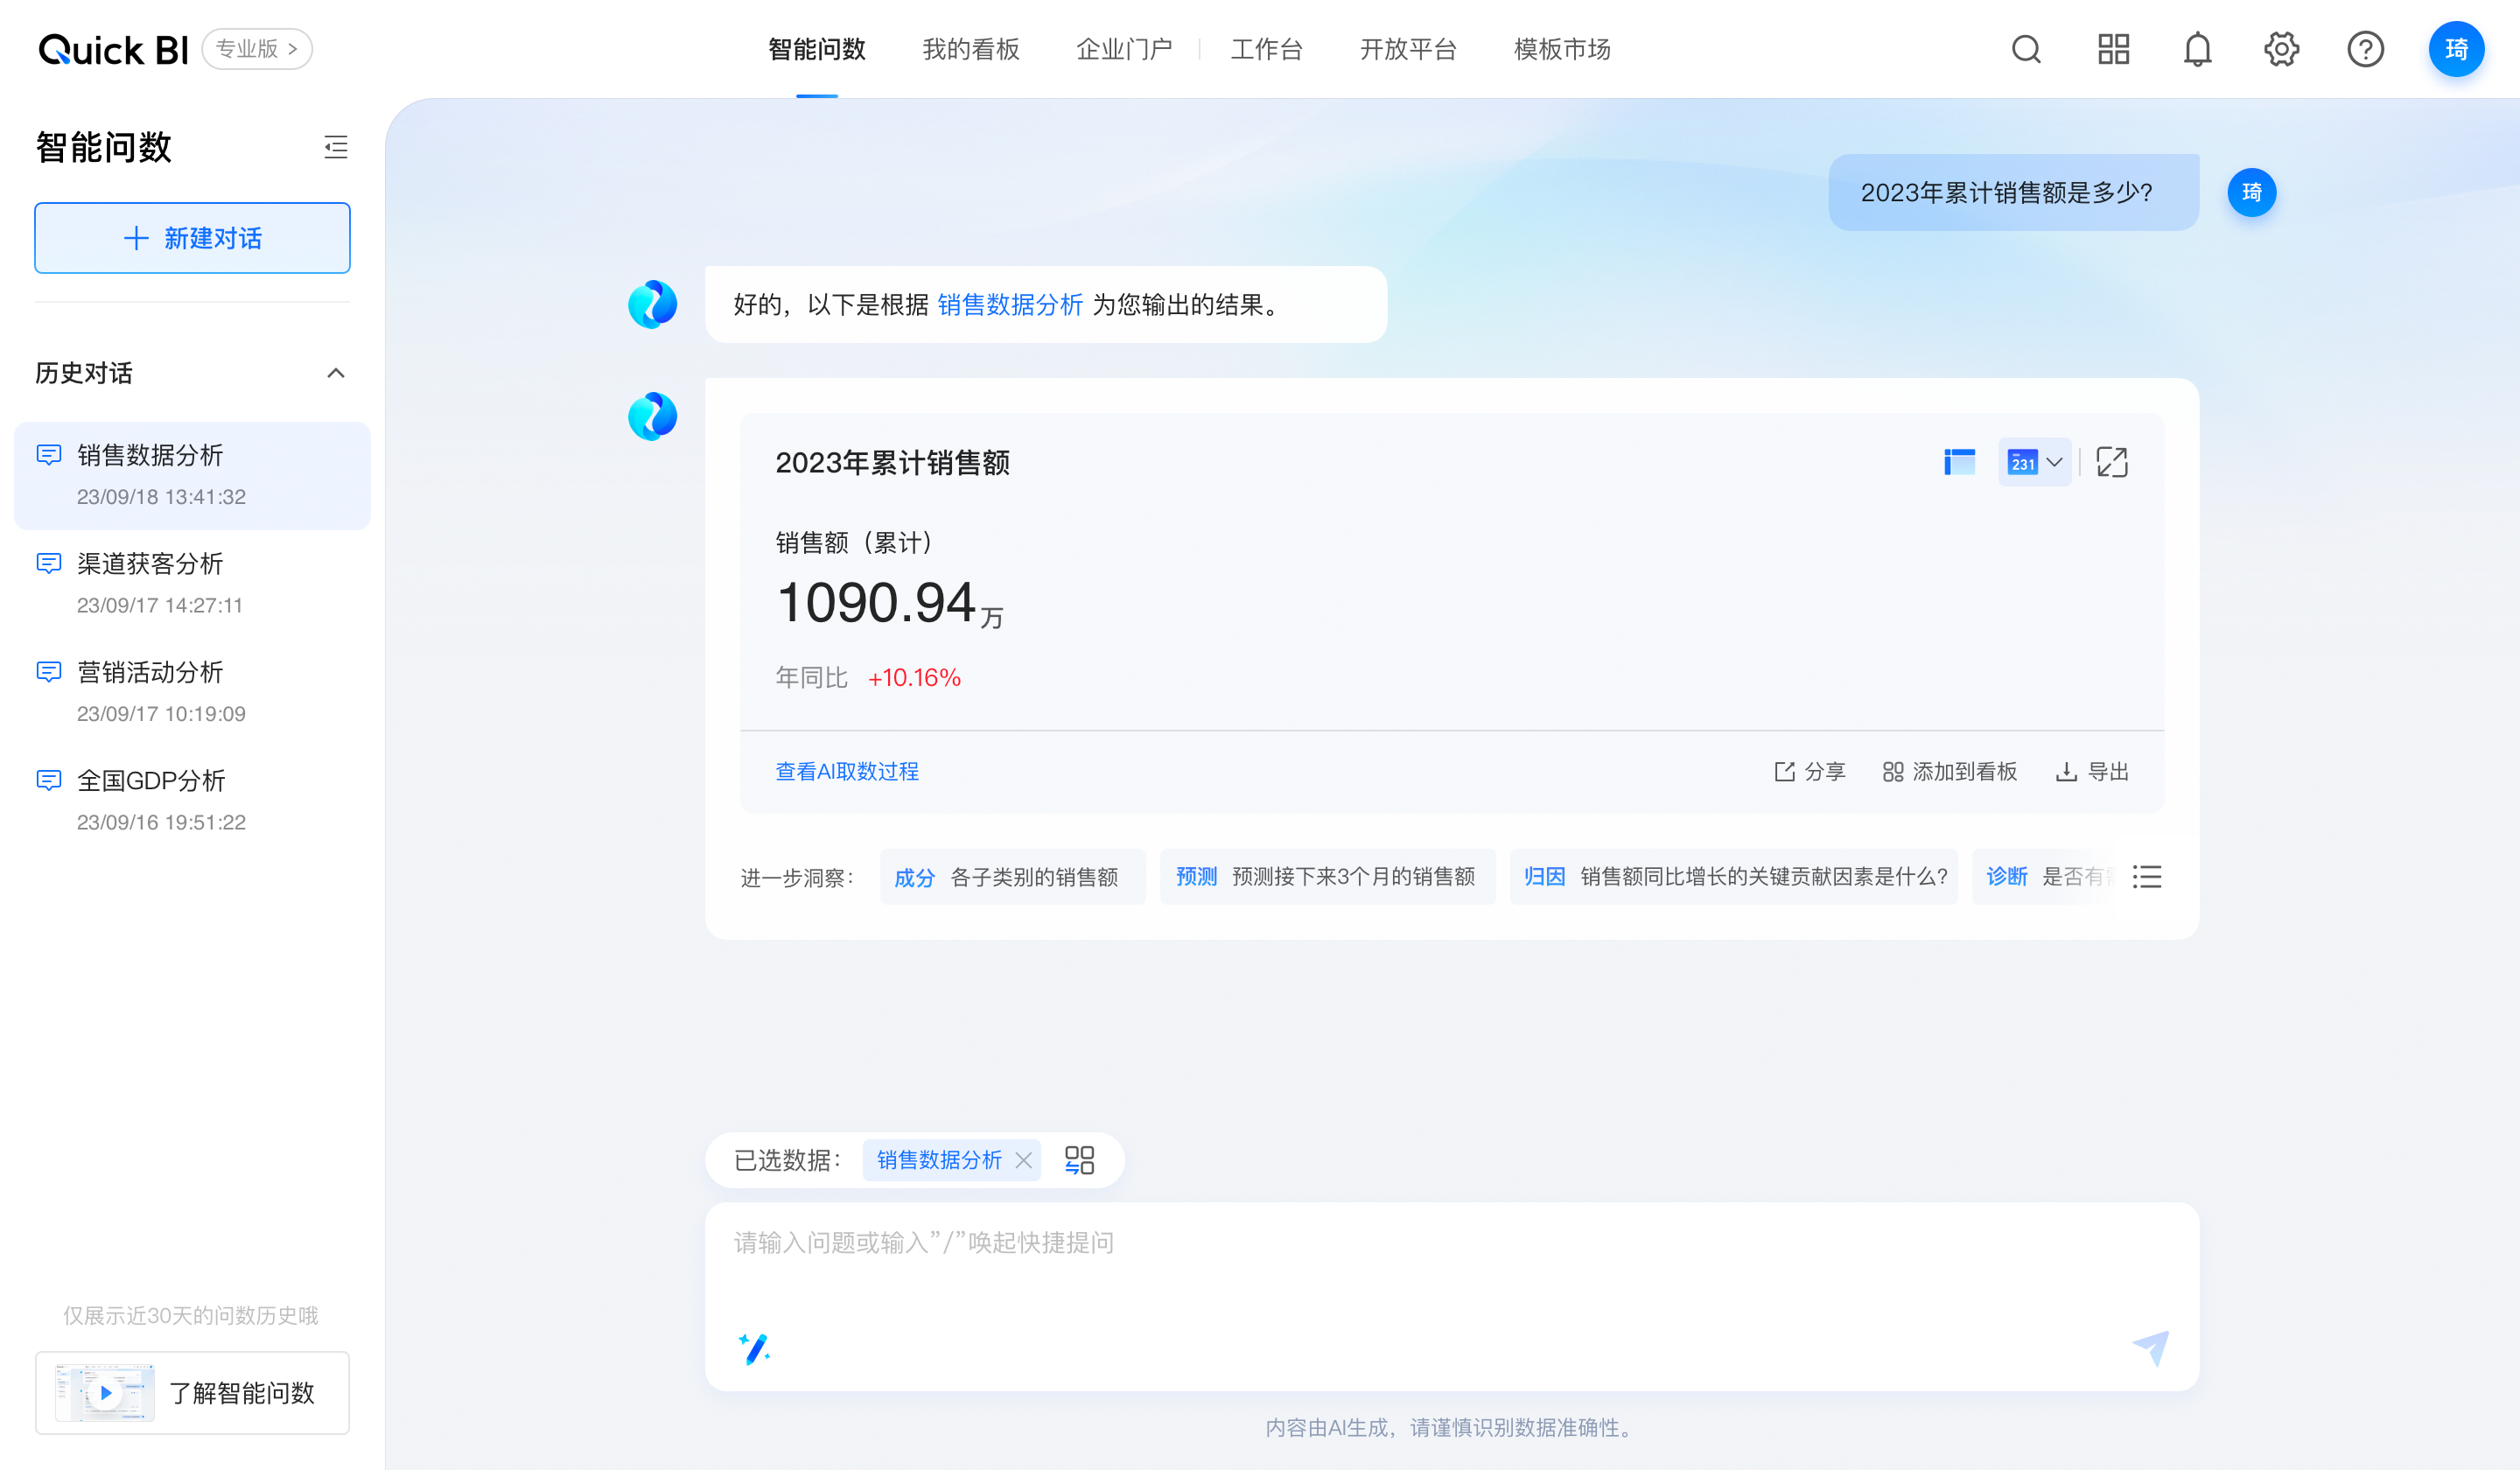 Quick BI 专业版 >
智能问数 我的看板 企业门户 工作台 开放平台 模板市场
琦
智能问数
新建对话
历史对话
销售数据分析
23/09/18 13:41:32
渠道获客分析
23/09/17 14:27:11
营销活动分析
23/09/17 10:19:09
全国GDP分析
23/09/16 19:51:22
仅展示近30天的问数历史哦
了解智能问数
2023年累计销售额是多少?
琦
好的，以下是根据 销售数据分析 为您输出的结果。
2023年累计销售额
231
销售额（累计）
1090.94万
年同比 +10.16%
查看AI取数过程
分享 添加到看板 导出
进一步洞察：
成分 各子类别的销售额
预测 预测接下来3个月的销售额
归因 销售额同比增长的关键贡献因素是什么?
诊断 是否有
已选数据： 销售数据分析
请输入问题或输入”/”唤起快捷提问
内容由AI生成，请谨慎识别数据准确性。